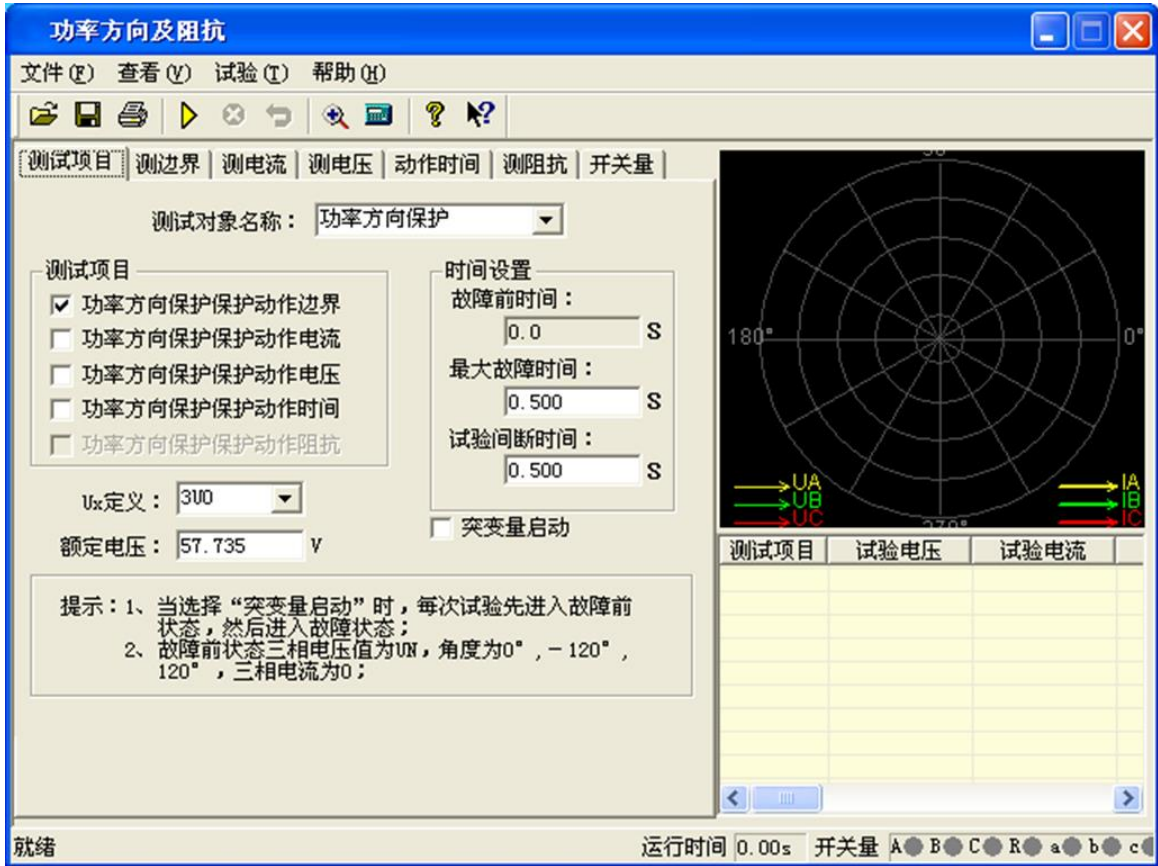 功率方向及阻抗
文件(F) 查看(V) 试验(T) 帮助(H)
测试项目 测边界 测电流 测电压 动作时间 测阻抗 开关量
测试对象名称： 功率方向保护
测试项目
功率方向保护保护动作边界
功率方向保护保护动作电流
功率方向保护保护动作电压
功率方向保护保护动作时间
功率方向保护保护动作阻抗
时间设置
故障前时间：
0.0 S
最大故障时间：
0.500 S
试验间断时间：
0.500 S
Ux定义： 3U0
突变量启动
额定电压： 57.735 V
提示：1、当选择“突变量启动”时，每次试验先进入故障前
状态，然后进入故障状态；
2、故障前状态三相电压值为UN，角度为0°,－120°,
120°，三相电流为0；
90°
180° 0°
270°
UA IA
UB IB
UC IC
测试项目 试验电压 试验电流
就绪 运行时间 0.00s 开关量 A B C R a b c